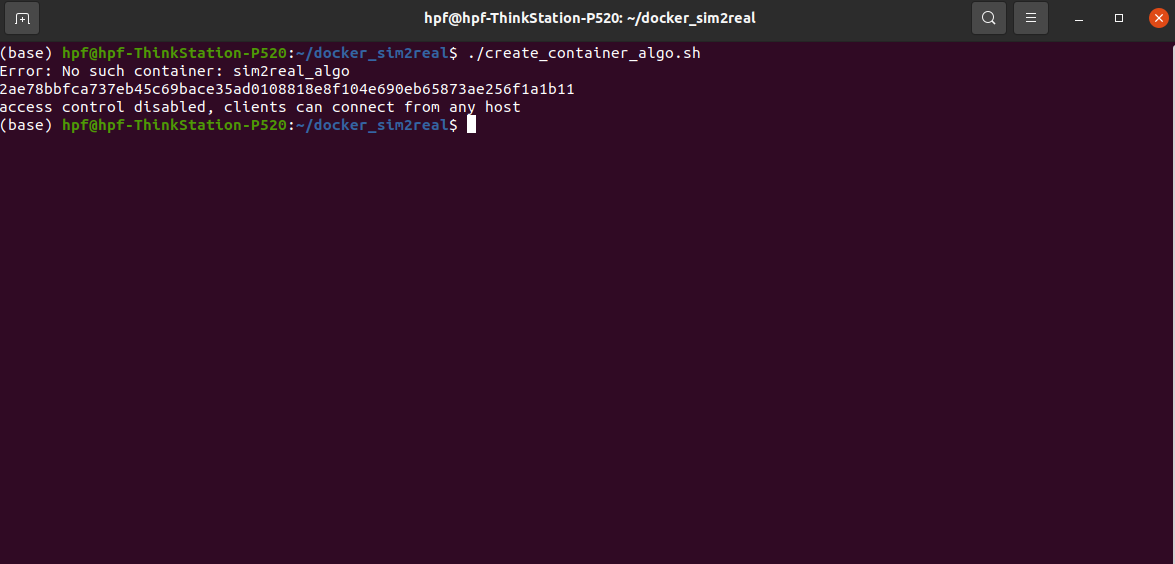 hpf@hpf-ThinkStation-P520: ~/docker_sim2real
(base) hpf@hpf-ThinkStation-P520:~/docker_sim2real$ ./create_container_algo.sh
Error: No such container: sim2real_algo
2ae78bbfca737eb45c69bace35ad0108818e8f104e690eb65873ae256f1a1b11
access control disabled, clients can connect from any host
(base) hpf@hpf-ThinkStation-P520:~/docker_sim2real$